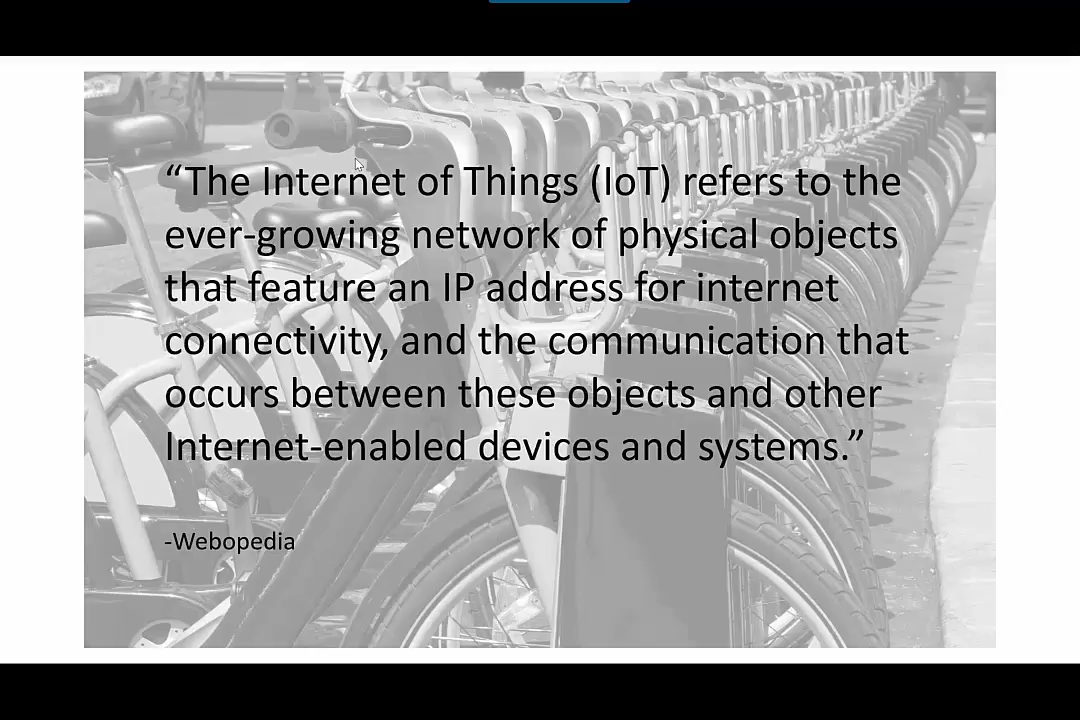 “The Internet of Things (IoT) refers to the
ever-growing network of physical objects
that feature an IP address for internet
connectivity, and the communication that
occurs between these objects and other
Internet-enabled devices and systems.”
-Webopedia